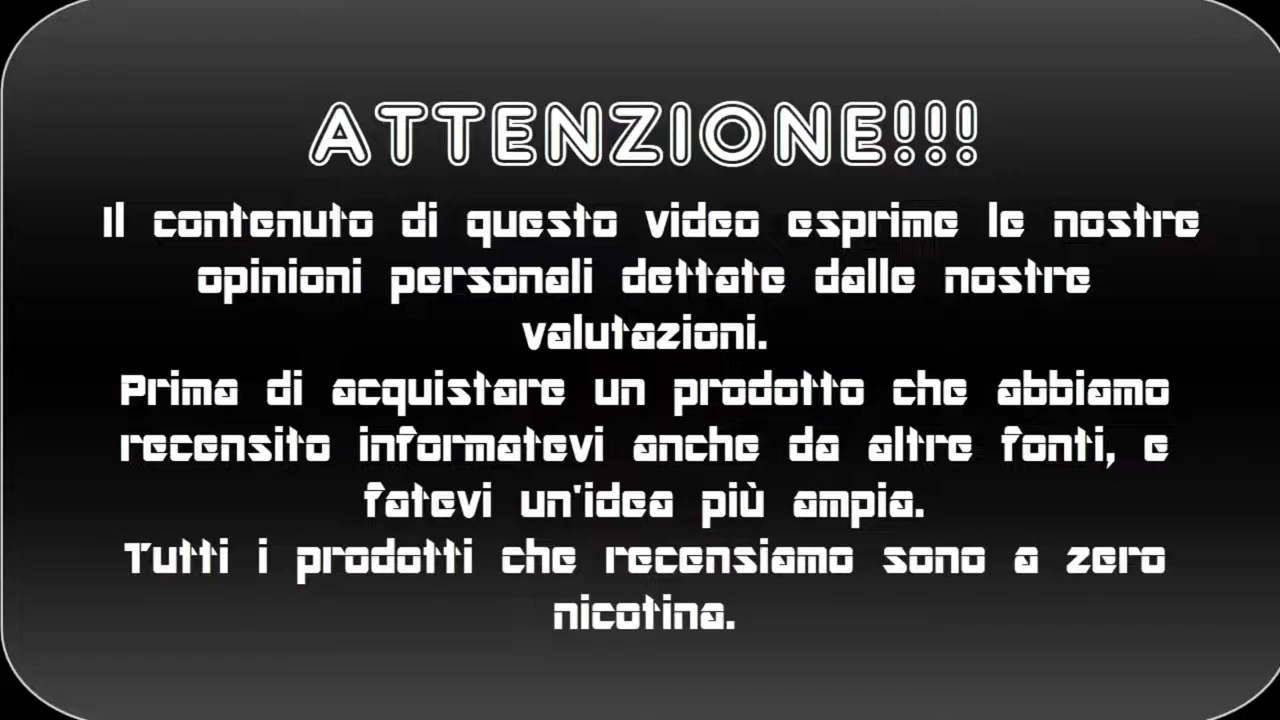 ATTENZIONE!!!
Il contenuto di questo video esprime le nostre
opinioni personali dettate dalle nostre
valutazioni.
Prima di acquistare un prodotto che abbiamo
recensito informatevi anche da altre fonti, e
fatevi un'idea più ampia.
Tutti i prodotti che recensiamo sono a zero
nicotina.